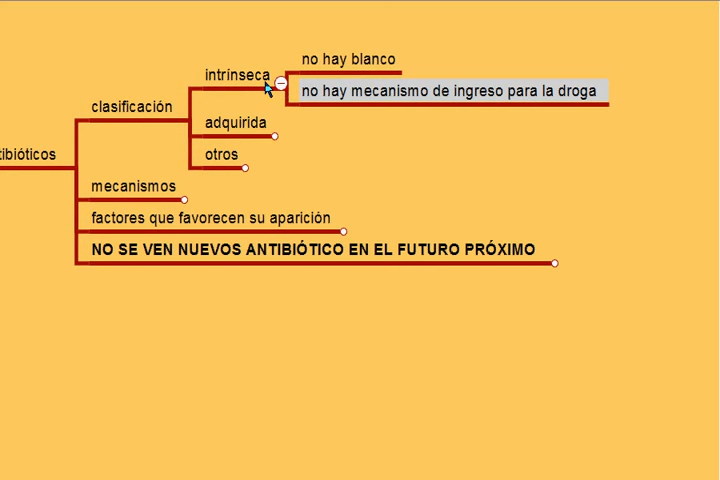 no hay blanco
intrínseca
no hay mecanismo de ingreso para la droga
clasificación
adquirida
otros
tibióticos
mecanismos
factores que favorecen su aparición
NO SE VEN NUEVOS ANTIBIÓTICO EN EL FUTURO PRÓXIMO